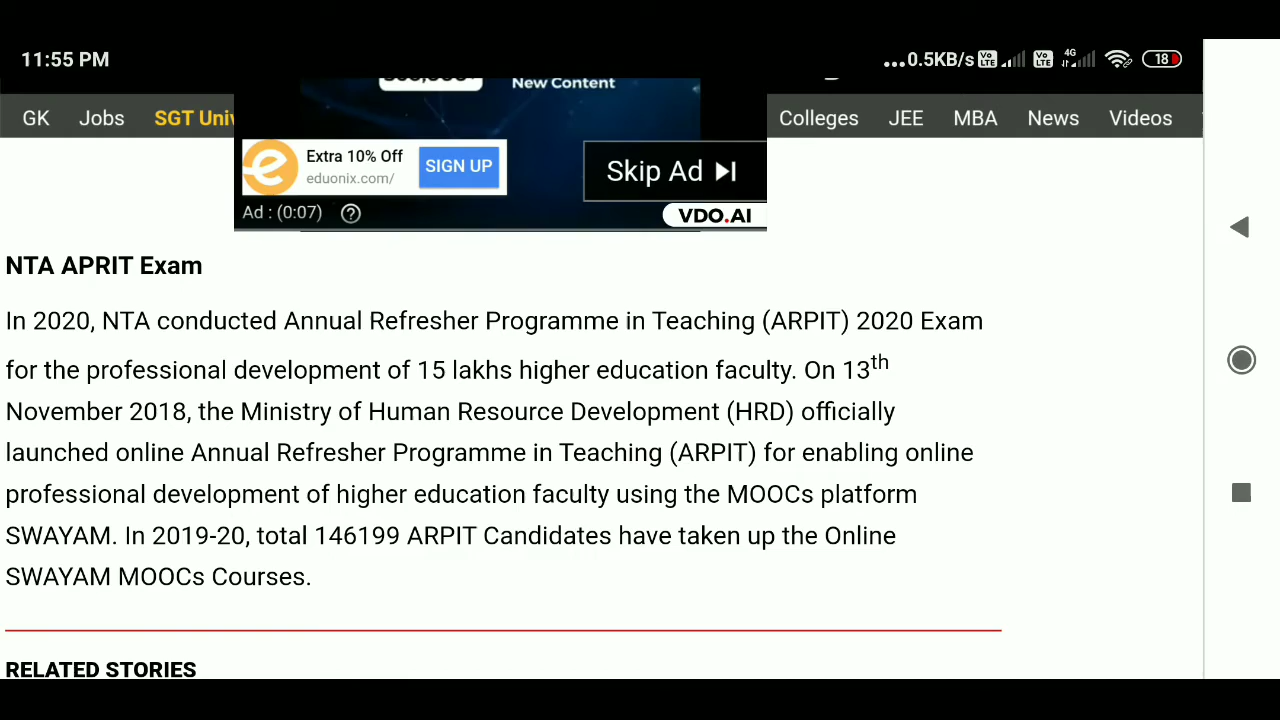 11:55 PM
...0.5KB/s Vo LTE Vo LTE 4G 18
New Content
GK Jobs SGT Univ Colleges JEE MBA News Videos
Extra 10% Off
eduonix.com/
SIGN UP
Skip Ad
Ad : (0:07) ?
VDO.AI
NTA APRIT Exam
In 2020, NTA conducted Annual Refresher Programme in Teaching (ARPIT) 2020 Exam
for the professional development of 15 lakhs higher education faculty. On 13th
November 2018, the Ministry of Human Resource Development (HRD) officially
launched online Annual Refresher Programme in Teaching (ARPIT) for enabling online
professional development of higher education faculty using the MOOCs platform
SWAYAM. In 2019-20, total 146199 ARPIT Candidates have taken up the Online
SWAYAM MOOCs Courses.
RELATED STORIES